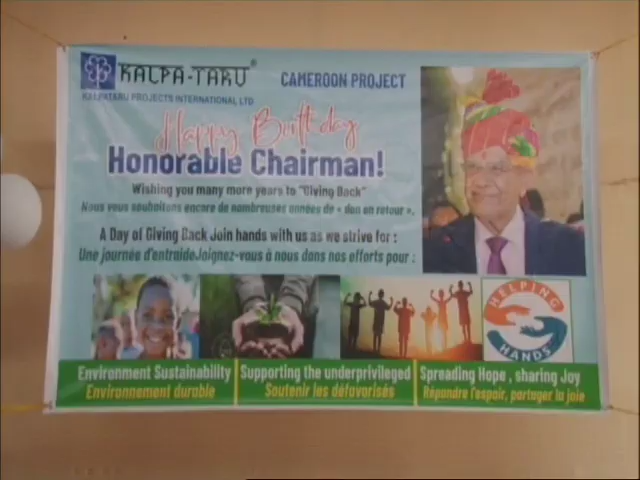 KALPA-TARU®
KALPATARU PROJECTS INTERNATIONAL LTD
CAMEROON PROJECT
Happy Birthday
Honorable Chairman!
Wishing you many more years to "Giving Back"
Nous vous souhaitons encore de nombreuses années de « don en retour ».
A Day of Giving Back Join hands with us as we strive for :
Une journée d'entraideJoignez-vous à nous dans nos efforts pour :
HELPING
HANDS
Environment Sustainability
Environnement durable
Supporting the underprivileged
Soutenir les défavorisés
Spreading Hope , sharing Joy
Répandre l'espoir, partager la joie